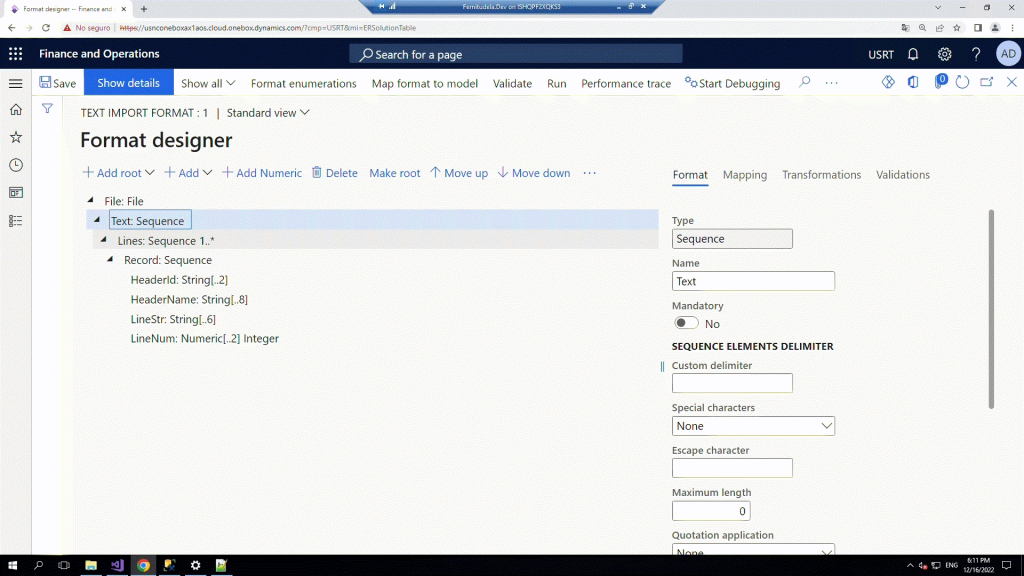 Format designer -- Finance and
Fernitudela.Dev on ISHQPF2XQKS3
No seguro
https://usnconeboxax1aos.cloud.onebox.dynamics.com/?cmp=USRT&mi=ERSolutionTable
Finance and Operations
Search for a page
USRT
?
AD
Save
Show details
Show all
Format enumerations
Map format to model
Validate
Run
Performance trace
Start Debugging
0
TEXT IMPORT FORMAT : 1 | Standard view
Format designer
Add root
Add
Add Numeric
Delete
Make root
Move up
Move down
File: File
Text: Sequence
Lines: Sequence 1..*
Record: Sequence
HeaderId: String[..2]
HeaderName: String[..8]
LineStr: String[..6]
LineNum: Numeric[..2] Integer
Format
Mapping
Transformations
Validations
Type
Sequence
Name
Text
Mandatory
No
SEQUENCE ELEMENTS DELIMITER
Custom delimiter
Special characters
None
Escape character
Maximum length
0
Quotation application
None
ENG
6:11 PM
12/16/2022